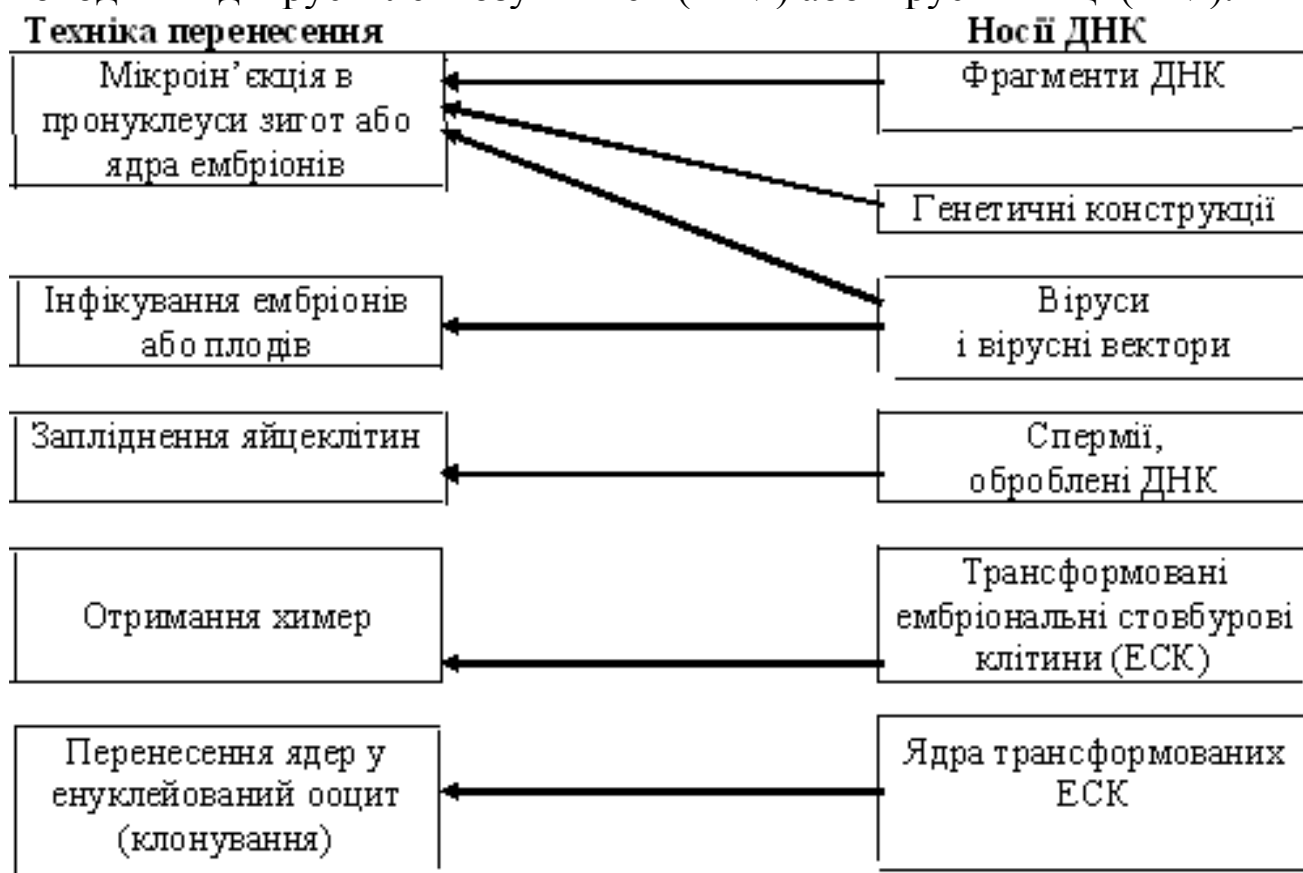 Техніка перенесення
Носії ДНК
Мікроін’єкція в
пронуклеуси зигот або
ядра ембріонів
Фрагменти ДНК
Генетичні конструкції
Інфікування ембріонів
або плодів
Віруси
і вірусні вектори
Запліднення яйцеклітин
Спермії,
оброблені ДНК
Отримання химер
Трансформовані
ембріональні стовбурові
клітини (ЕСК)
Перенесення ядер у
енуклейований ооцит
(клонування)
Ядра трансформованих
ЕСК